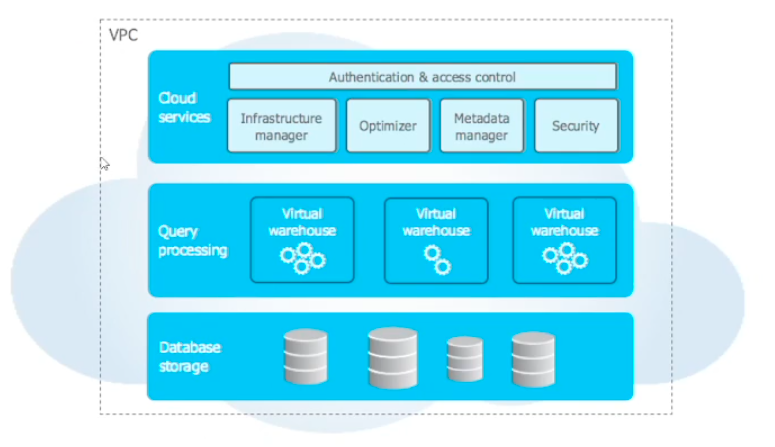 VPC
Cloud
services
Authentication & access control
Infrastructure
manager
Optimizer
Metadata
manager
Security
Query
processing
Virtual
warehouse
Virtual
warehouse
Virtual
warehouse
Database
storage